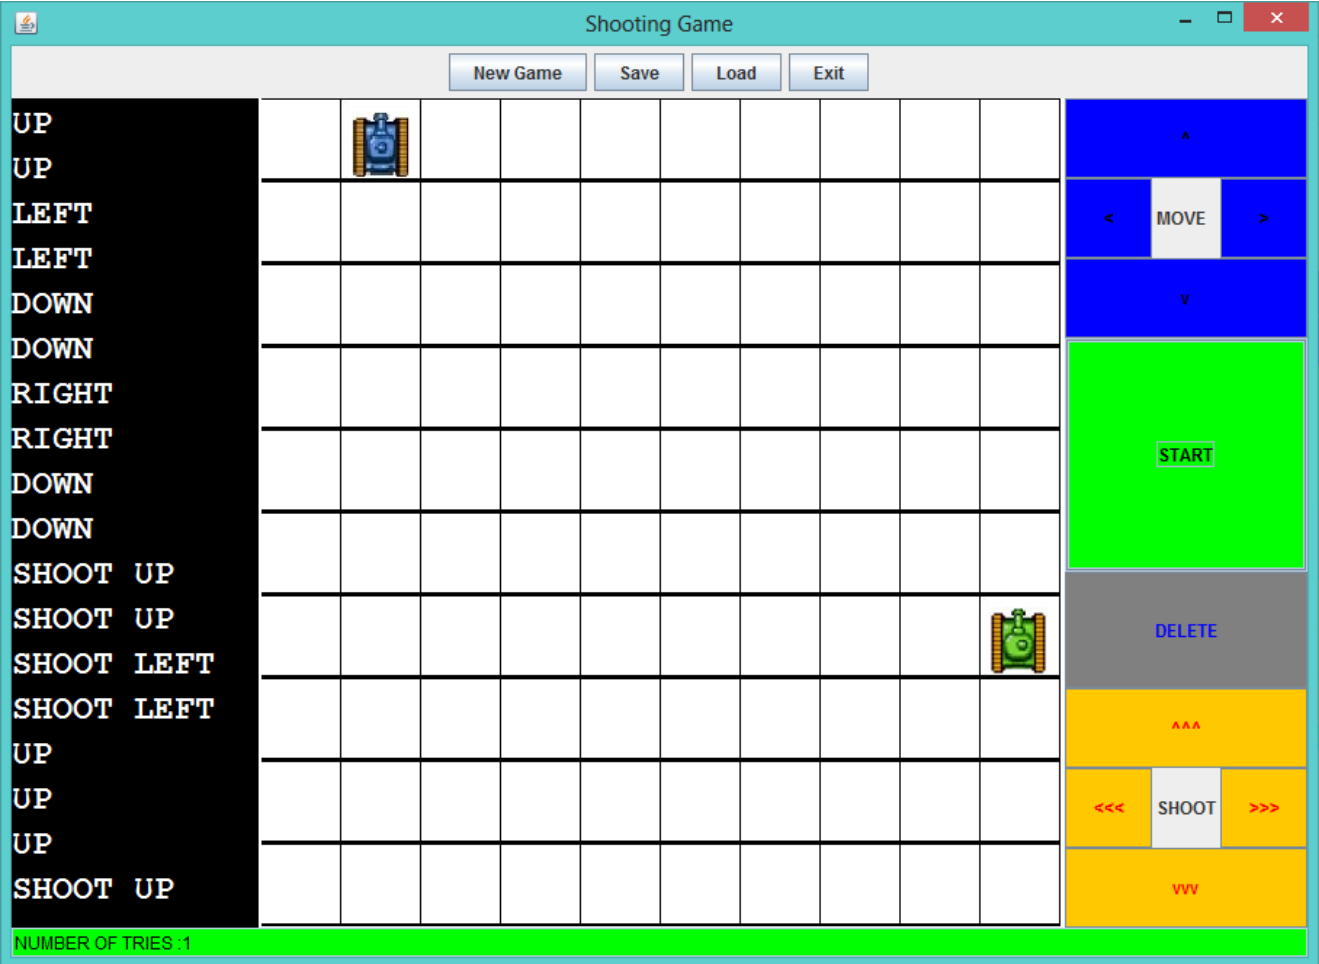 Shooting Game
New Game Save Load Exit
UP
UP
LEFT
LEFT
DOWN
DOWN
RIGHT
RIGHT
DOWN
DOWN
SHOOT UP
SHOOT UP
SHOOT LEFT
SHOOT LEFT
UP
UP
UP
SHOOT UP
^
< MOVE >
v
START
DELETE
^^^
<<< SHOOT >>>
vvv
NUMBER OF TRIES :1